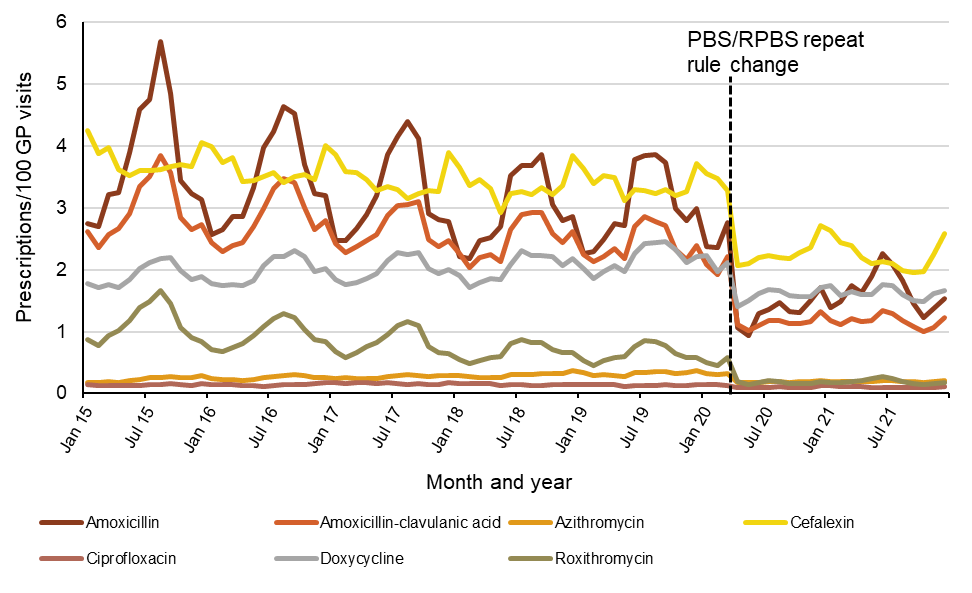 6
PBS/RPBS repeat
rule change
5
4
3
2
1
0
Prescriptions/100 GP visits
Jan 15
Jul 15
Jan 16
Jul 16
Jan 17
Jul 17
Jan 18
Jul 18
Jan 19
Jul 19
Jan 20
Jul 20
Jan 21
Jul 21
Month and year
Amoxicillin
Amoxicillin-clavulanic acid
Azithromycin
Cefalexin
Ciprofloxacin
Doxycycline
Roxithromycin